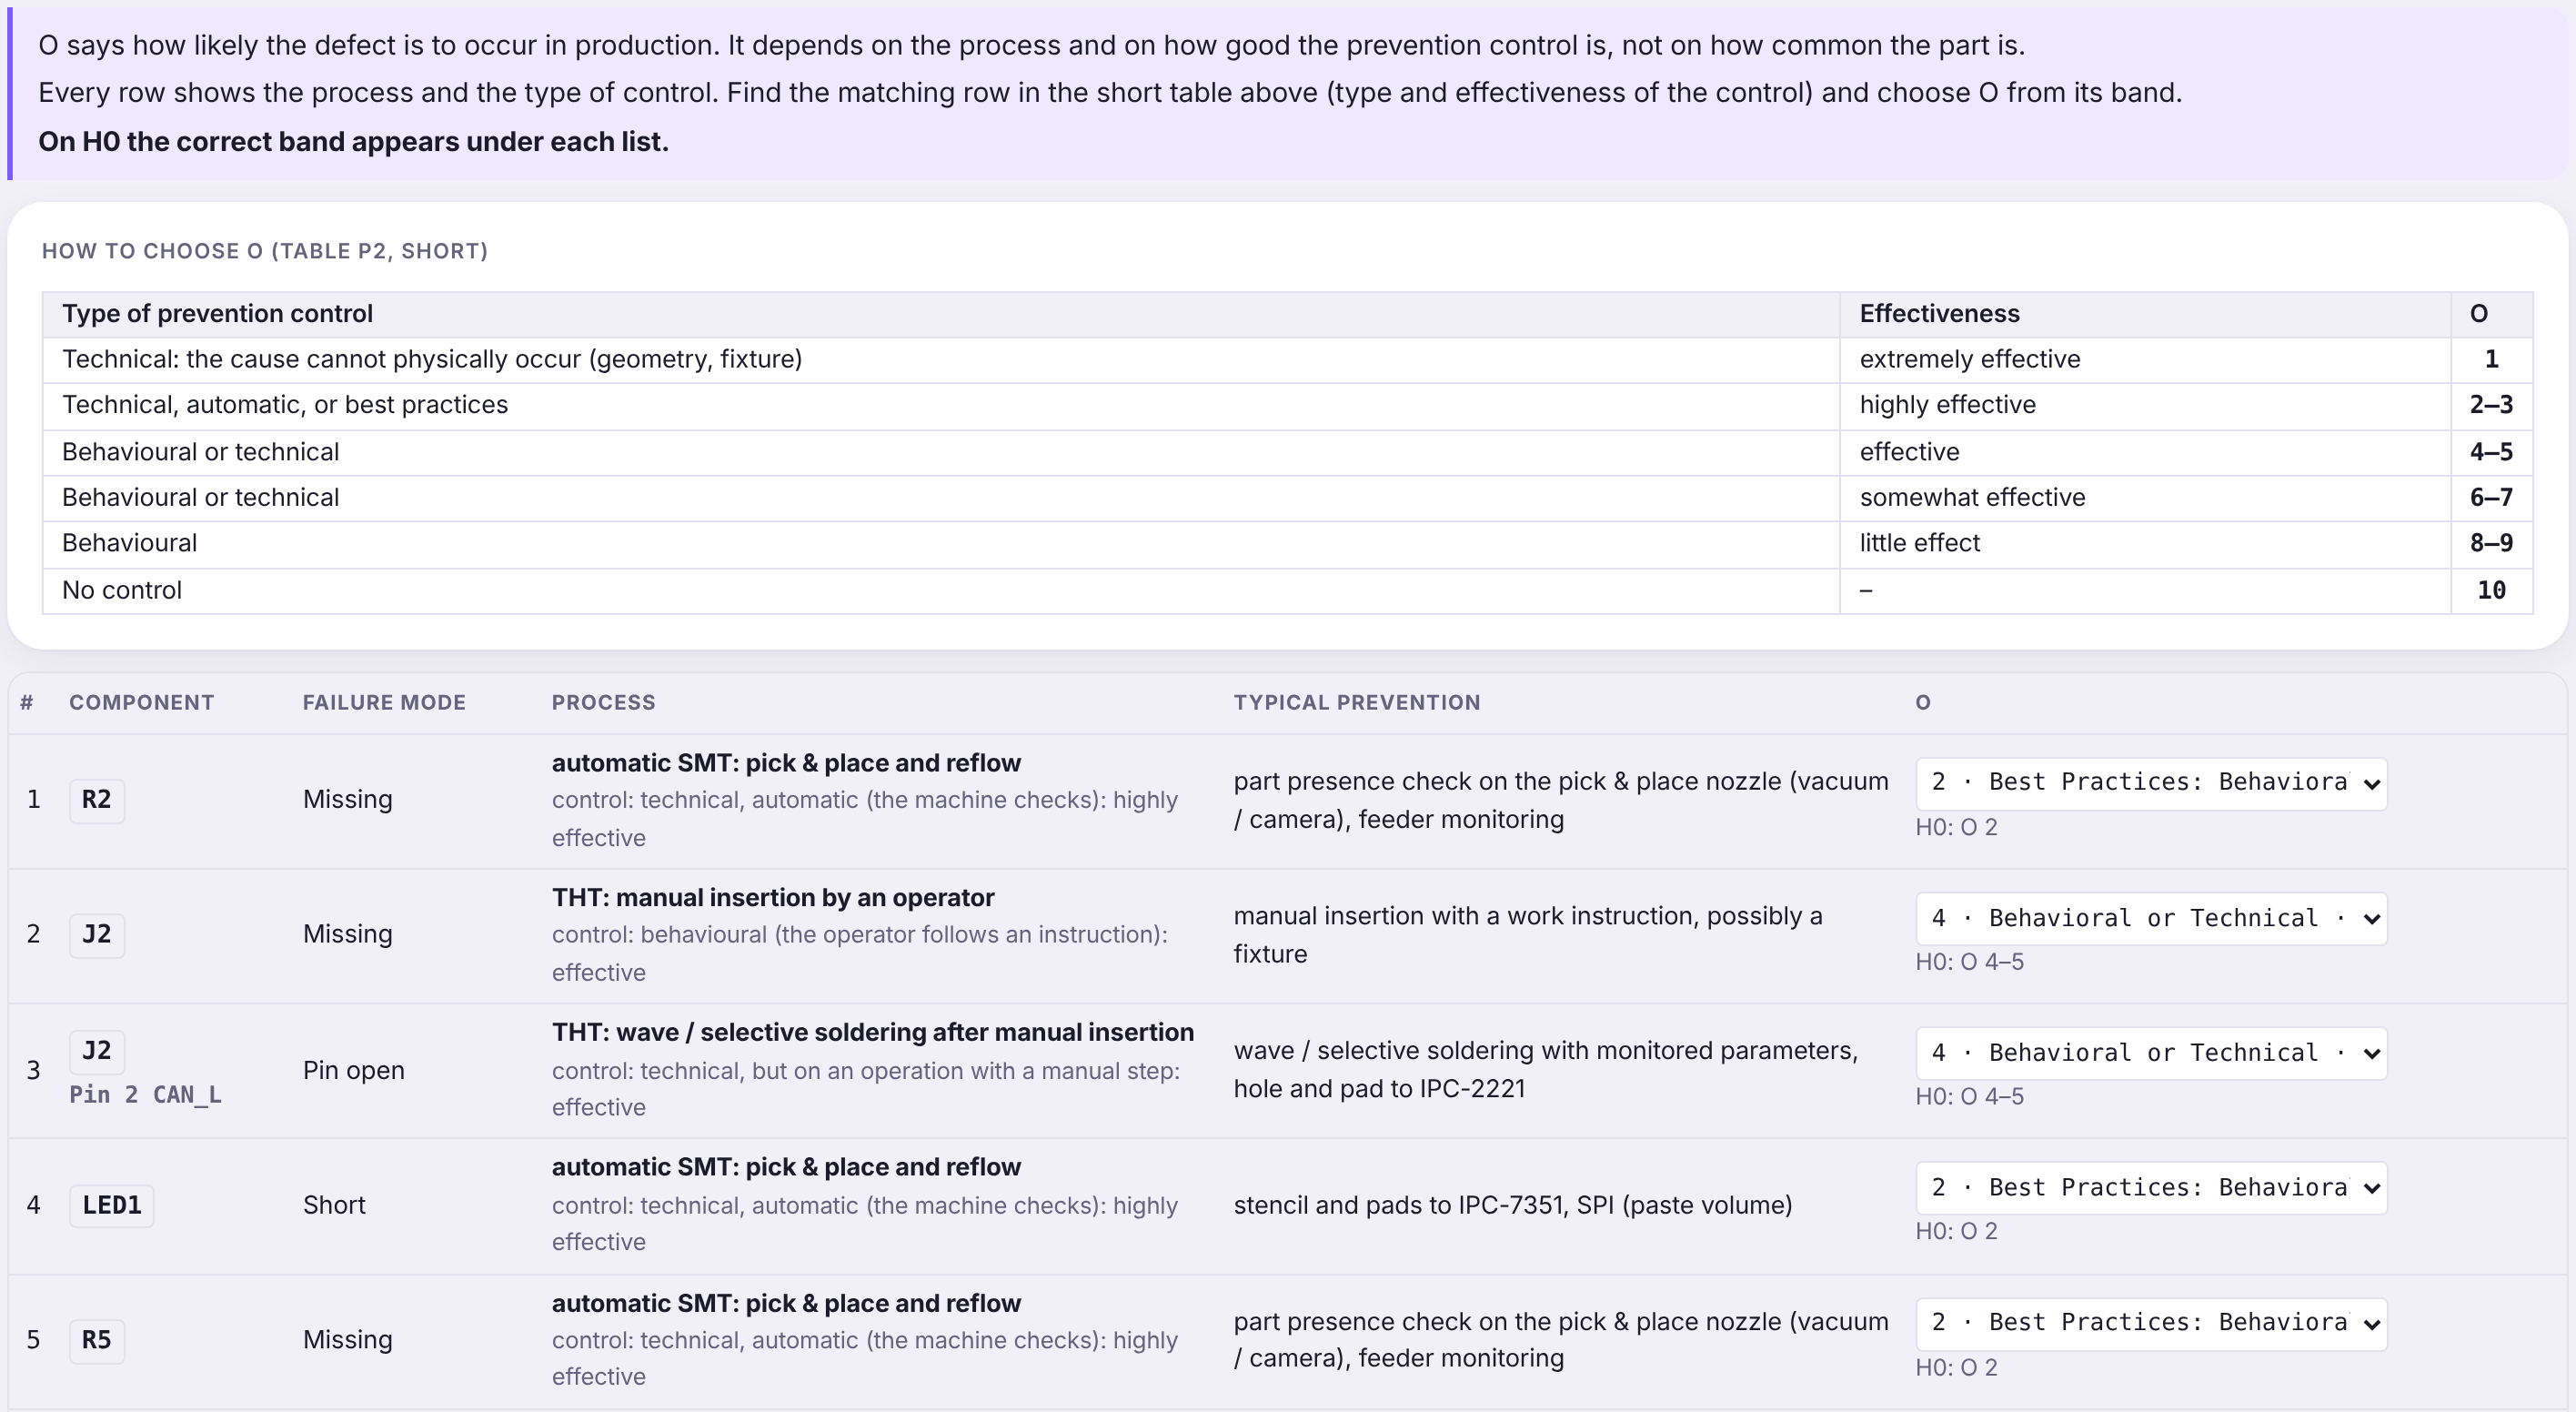 O says how likely the defect is to occur in production. It depends on the process and on how good the prevention control is, not on how common the part is.
Every row shows the process and the type of control. Find the matching row in the short table above (type and effectiveness of the control) and choose O from its band.
On H0 the correct band appears under each list.
HOW TO CHOOSE O (TABLE P2, SHORT)
Type of prevention control Effectiveness O
Technical: the cause cannot physically occur (geometry, fixture) extremely effective 1
Technical, automatic, or best practices highly effective 2–3
Behavioural or technical effective 4–5
Behavioural or technical somewhat effective 6–7
Behavioural little effect 8–9
No control – 10
# COMPONENT FAILURE MODE PROCESS TYPICAL PREVENTION O
1 R2 Missing
automatic SMT: pick & place and reflow
control: technical, automatic (the machine checks): highly
effective
part presence check on the pick & place nozzle (vacuum
/ camera), feeder monitoring
2 · Best Practices: Behaviora
H0: O 2
2 J2 Missing
THT: manual insertion by an operator
control: behavioural (the operator follows an instruction):
effective
manual insertion with a work instruction, possibly a
fixture
4 · Behavioral or Technical ·
H0: O 4–5
3 J2
Pin 2 CAN_L
Pin open
THT: wave / selective soldering after manual insertion
control: technical, but on an operation with a manual step:
effective
wave / selective soldering with monitored parameters,
hole and pad to IPC-2221
4 · Behavioral or Technical ·
H0: O 4–5
4 LED1 Short
automatic SMT: pick & place and reflow
control: technical, automatic (the machine checks): highly
effective
stencil and pads to IPC-7351, SPI (paste volume)
2 · Best Practices: Behaviora
H0: O 2
5 R5 Missing
automatic SMT: pick & place and reflow
control: technical, automatic (the machine checks): highly
effective
part presence check on the pick & place nozzle (vacuum
/ camera), feeder monitoring
2 · Best Practices: Behaviora
H0: O 2